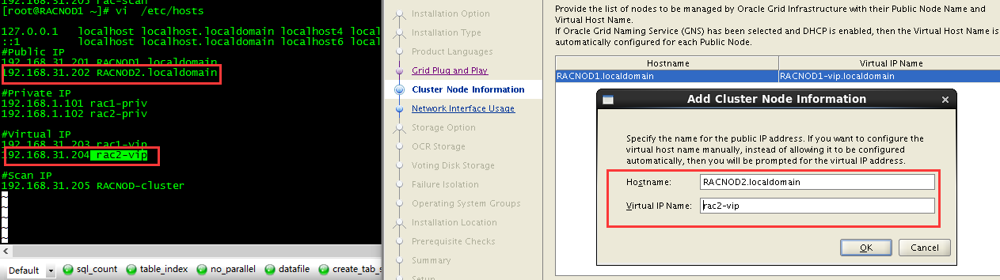 192.168.31.205 rac-scan
[root@RACNOD1 ~]# vi /etc/hosts
127.0.0.1 localhost localhost.localdomain localhost4 local
::1 localhost localhost.localdomain localhost6 local
#Public IP
192.168.31.201 RACNOD1.localdomain
192.168.31.202 RACNOD2.localdomain
#Private IP
192.168.1.101 rac1-priv
192.168.1.102 rac2-priv
#Virtual IP
192.168.31.203 rac1-vip
192.168.31.204 rac2-vip
#Scan IP
192.168.31.205 RACNOD-cluster
~
~
~
~
Default
sql_count
table_index
no_parallel
datafile
create_tab_s
Installation Option
Installation Type
Product Languages
Grid Plug and Play
Cluster Node Information
Network Interface Usage
Storage Option
OCR Storage
Voting Disk Storage
Failure Isolation
Operating System Groups
Installation Location
Prerequisite Checks
Summary
Setup
Provide the list of nodes to be managed by Oracle Grid Infrastructure with their Public Node Name and
Virtual Host Name.
If Oracle Grid Naming Service (GNS) has been selected and DHCP is enabled, then the Virtual Host Name is
automatically configured for each Public Node.
Hostname Virtual IP Name
RACNOD1.localdomain RACNOD1-vip.localdomain
Add Cluster Node Information
Specify the name for the public IP address. If you want to configure the
virtual host name manually, instead of allowing it to be configured
automatically, then you will be prompted for the virtual IP address.
Hostname: RACNOD2.localdomain
Virtual IP Name: rac2-vip
OK Cancel